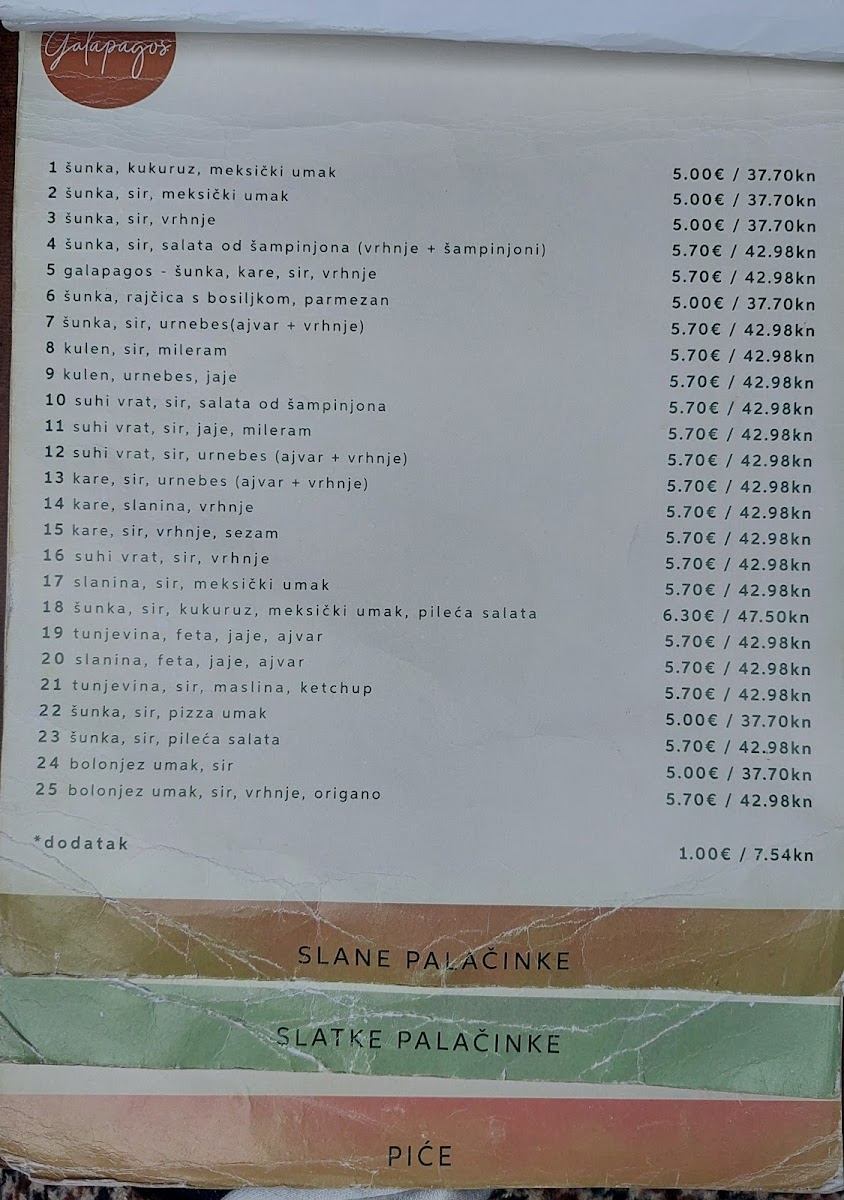 Galapagos
1 šunka, kukuruz, meksički umak 5.00€ / 37.70kn
2 šunka, sir, meksički umak 5.00€ / 37.70kn
3 šunka, sir, vrhnje 5.00€ / 37.70kn
4 šunka, sir, salata od šampinjona (vrhnje + šampinjoni) 5.70€ / 42.98kn
5 galapagos - šunka, kare, sir, vrhnje 5.70€ / 42.98kn
6 šunka, rajčica s bosiljkom, parmezan 5.00€ / 37.70kn
7 šunka, sir, urnebes(ajvar + vrhnje) 5.70€ / 42.98kn
8 kulen, sir, mileram 5.70€ / 42.98kn
9 kulen, urnebes, jaje 5.70€ / 42.98kn
10 suhi vrat, sir, salata od šampinjona 5.70€ / 42.98kn
11 suhi vrat, sir, jaje, mileram 5.70€ / 42.98kn
12 suhi vrat, sir, urnebes (ajvar + vrhnje) 5.70€ / 42.98kn
13 kare, sir, urnebes (ajvar + vrhnje) 5.70€ / 42.98kn
14 kare, slanina, vrhnje 5.70€ / 42.98kn
15 kare, sir, vrhnje, sezam 5.70€ / 42.98kn
16 suhi vrat, sir, vrhnje 5.70€ / 42.98kn
17 slanina, sir, meksički umak 5.70€ / 42.98kn
18 šunka, sir, kukuruz, meksički umak, pileća salata 6.30€ / 47.50kn
19 tunjevina, feta, jaje, ajvar 5.70€ / 42.98kn
20 slanina, feta, jaje, ajvar 5.70€ / 42.98kn
21 tunjevina, sir, maslina, ketchup 5.70€ / 42.98kn
22 šunka, sir, pizza umak 5.00€ / 37.70kn
23 šunka, sir, pileća salata 5.70€ / 42.98kn
24 bolonjez umak, sir 5.00€ / 37.70kn
25 bolonjez umak, sir, vrhnje, origano 5.70€ / 42.98kn
*dodatak 1.00€ / 7.54kn
SLANE PALAČINKE
SLATKE PALAČINKE
PIĆE